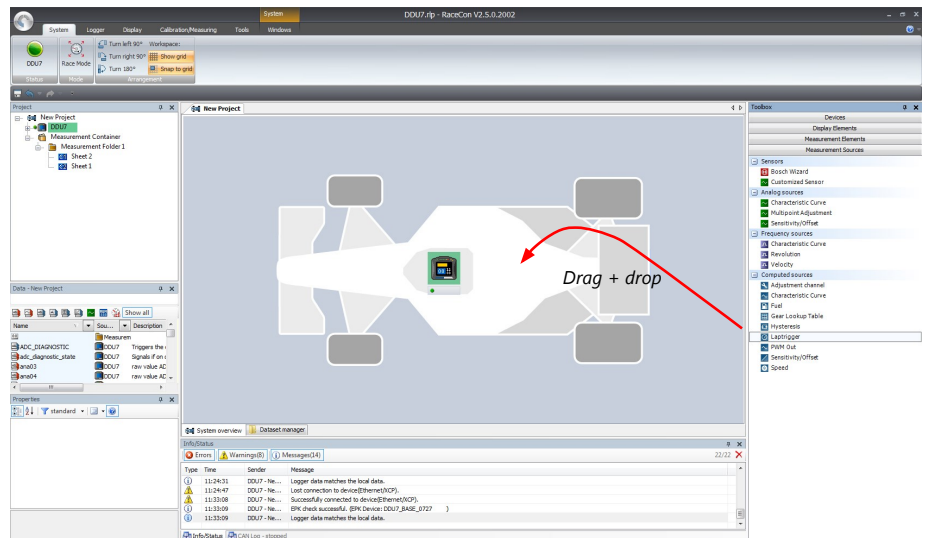 System
DDU7.rlp - RaceCon V2.5.0.2002
System Logger Display Calibration/Measuring Tools Windows
DDU7
Race Mode
Turn left 90° Workspace:
Turn right 90° Show grid
Turn 180° Snap to grid
Status Mode Arrangement
Project
New Project
DDU7
Measurement Container
Measurement Folder1
Sheet 2
Sheet 1
New Project
Drag + drop
Data - New Project
Show all
Name Sou... Description
Measurem
ADC_DIAGNOSTIC DDU7 Triggers the
adc_diagnostic_state DDU7 Signals if on
ana03 DDU7 raw value AD
ana04 DDU7 raw value AD
Properties
standard
System overview Dataset manager
Info/Status
Errors Warnings(8) Messages(14) 22/22
Type Time Sender Message
11:24:31 DDU7 - Ne... Logger data matches the local data.
11:24:47 DDU7 - Ne... Lost connection to device(Ethernet/XCP).
11:33:08 DDU7 - Ne... Successfully connected to device(Ethernet/XCP).
11:33:09 DDU7 - Ne... EPK check successful. (EPK Device: DDU7_BASE_0727 )
11:33:09 DDU7 - Ne... Logger data matches the local data.
Info/Status CAN Log - stopped
Toolbox
Devices
Display Elements
Measurement Elements
Measurement Sources
Sensors
Bosch Wizard
Customized Sensor
Analog sources
Characteristic Curve
Multipoint Adjustment
Sensitivity/Offset
Frequency sources
Characteristic Curve
Revolution
Velocity
Computed sources
Adjustment channel
Characteristic Curve
Fuel
Gear Lookup Table
Hysteresis
Laptrigger
PWM Out
Sensitivity/Offset
Speed